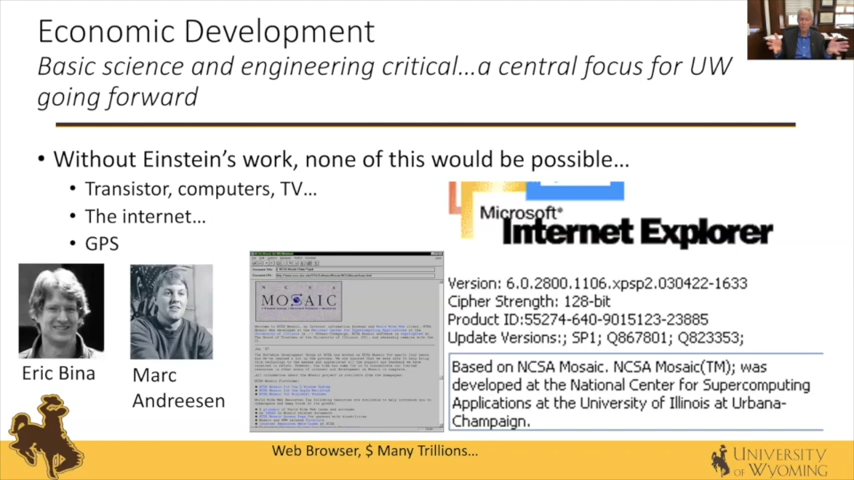 Economic Development
Basic science and engineering critical...a central focus for UW
going forward
• Without Einstein's work, none of this would be possible...
• Transistor, computers, TV...
• The internet...
• GPS
Microsoft®
Internet Explorer
Version: 6.0.2800.1106.xpsp2.030422-1633
Cipher Strength: 128-bit
Product ID:55274-640-9015123-23885
Update Versions:; SP1; Q867801; Q823353;
Based on NCSA Mosaic. NCSA Mosaic(TM); was
developed at the National Center for Supercomputing
Applications at the University of Illinois at Urbana-
Champaign.
N C S A
MOSAIC
Eric Bina
Marc
Andreesen
Web Browser, $ Many Trillions...
UNIVERSITY
OF WYOMING